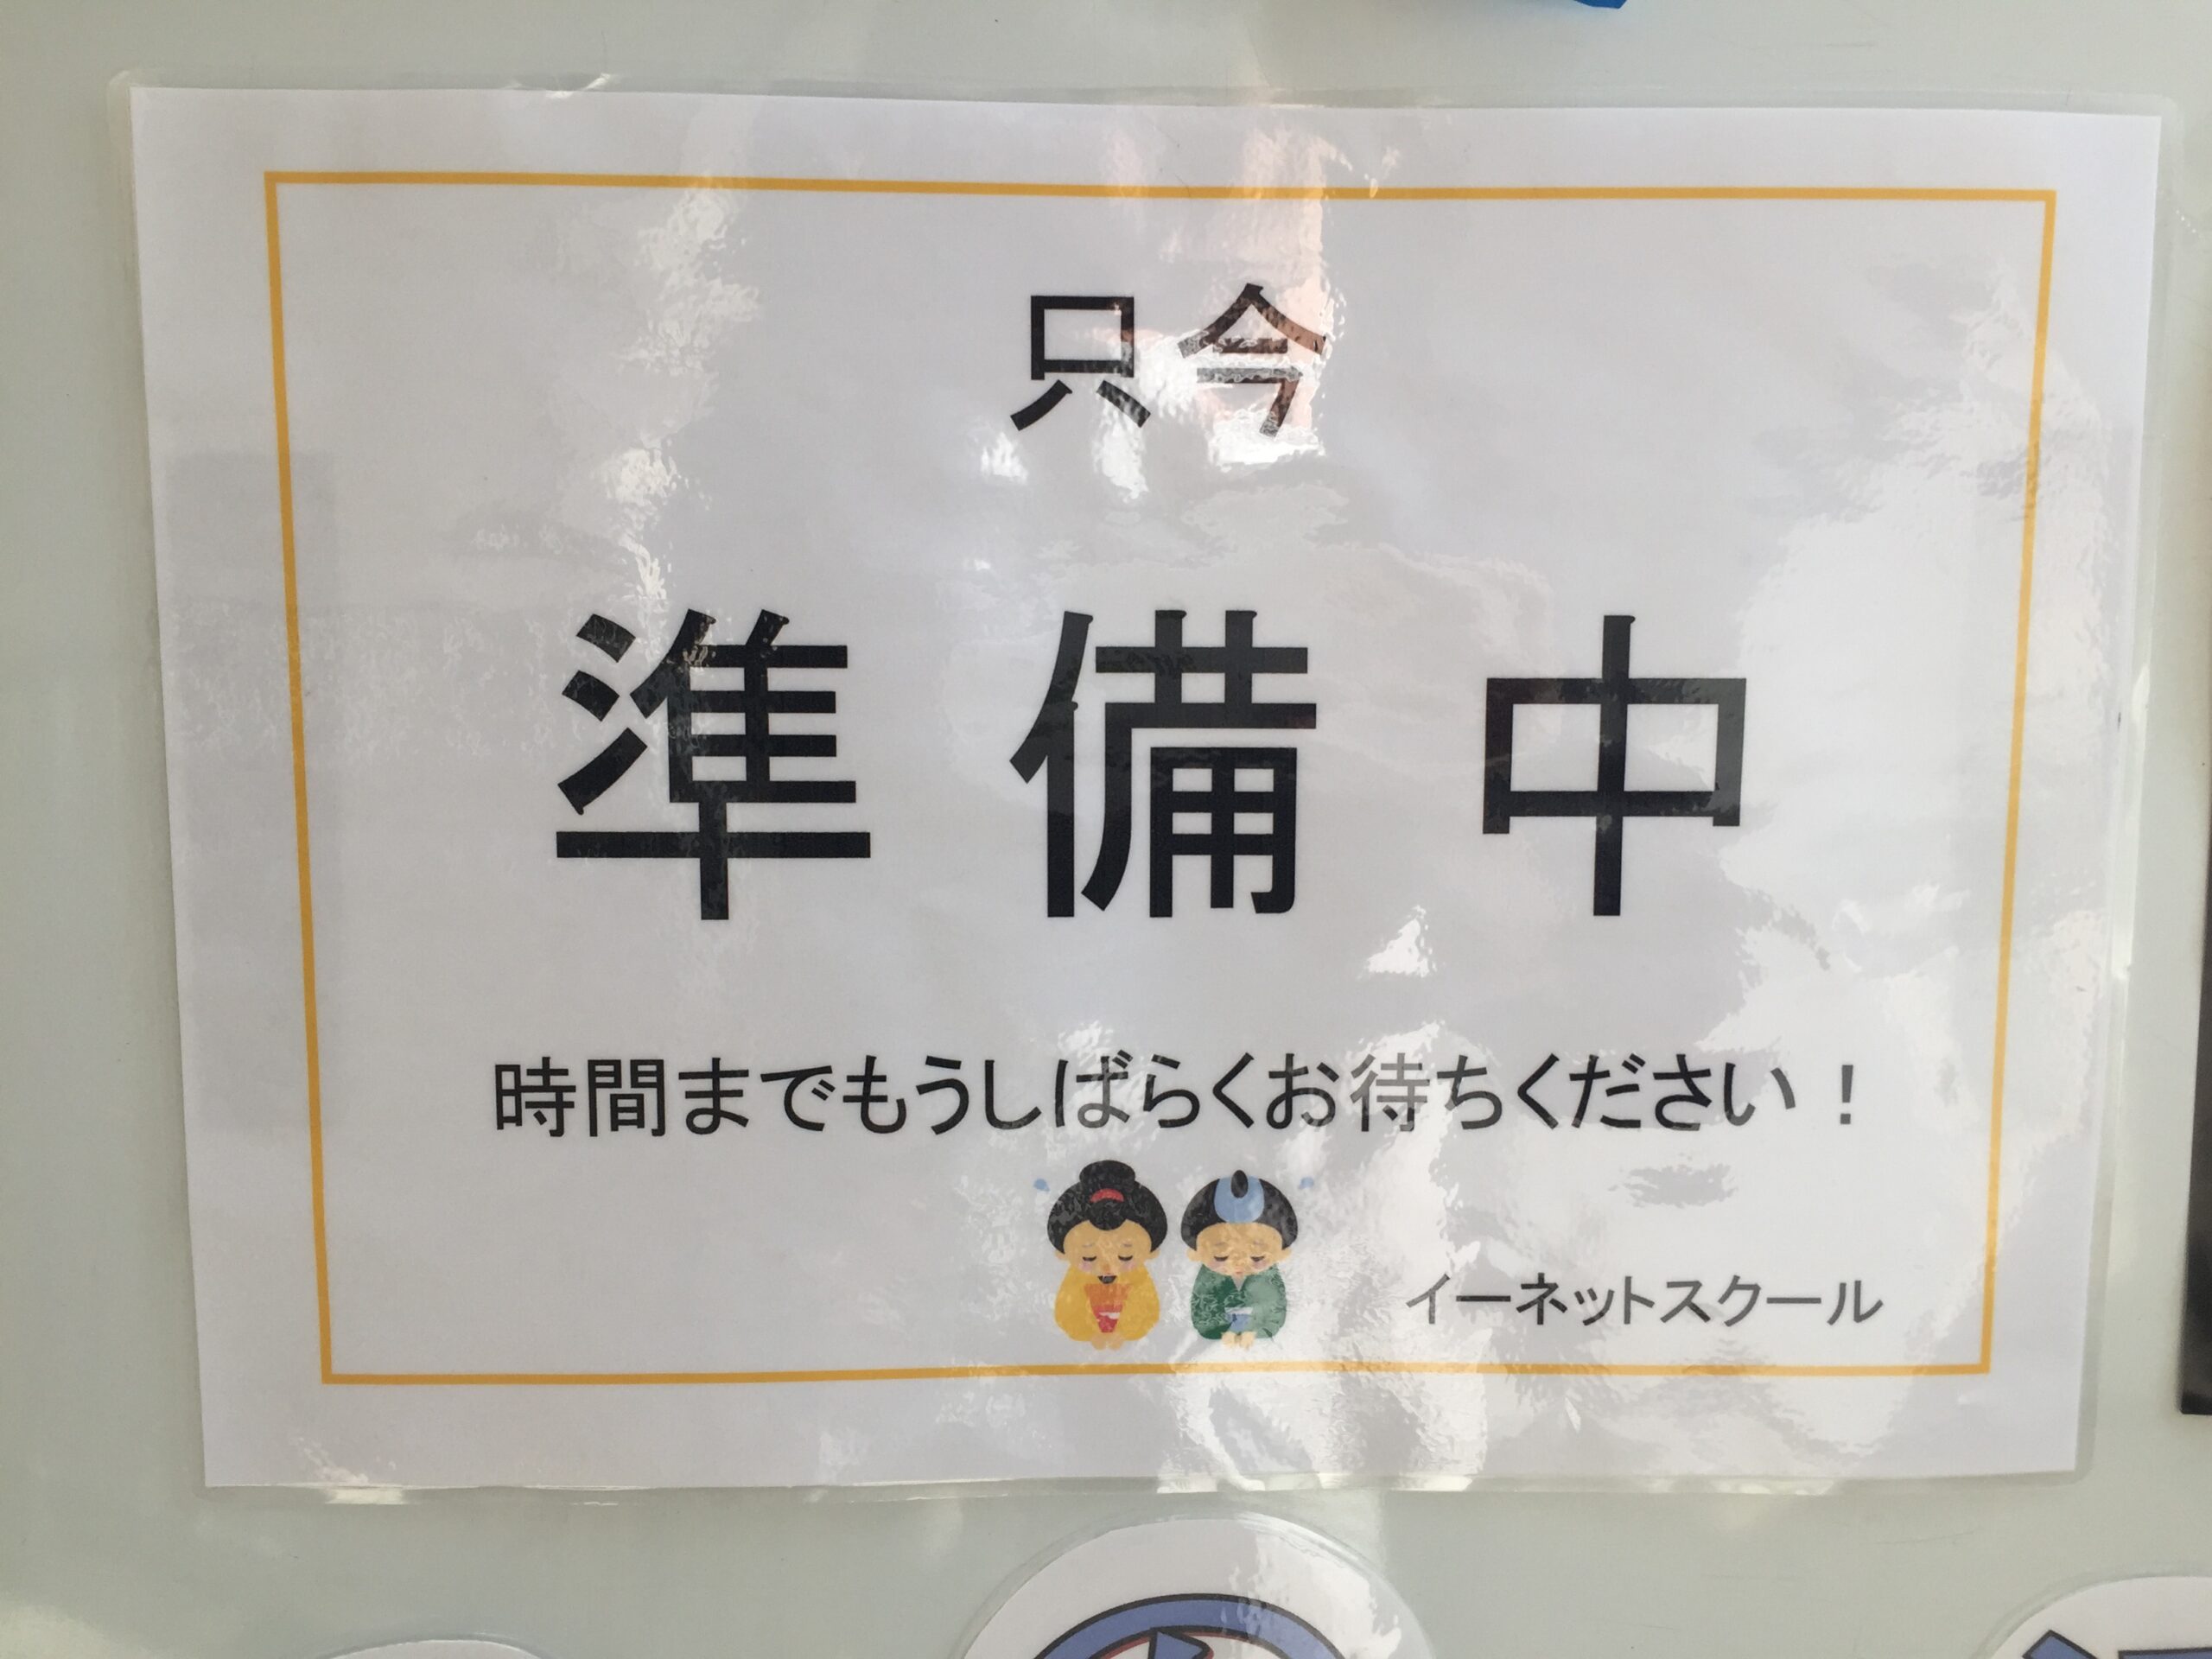 只今
準備中
時間までもうしばらくお待ちください！
イーネットスクール